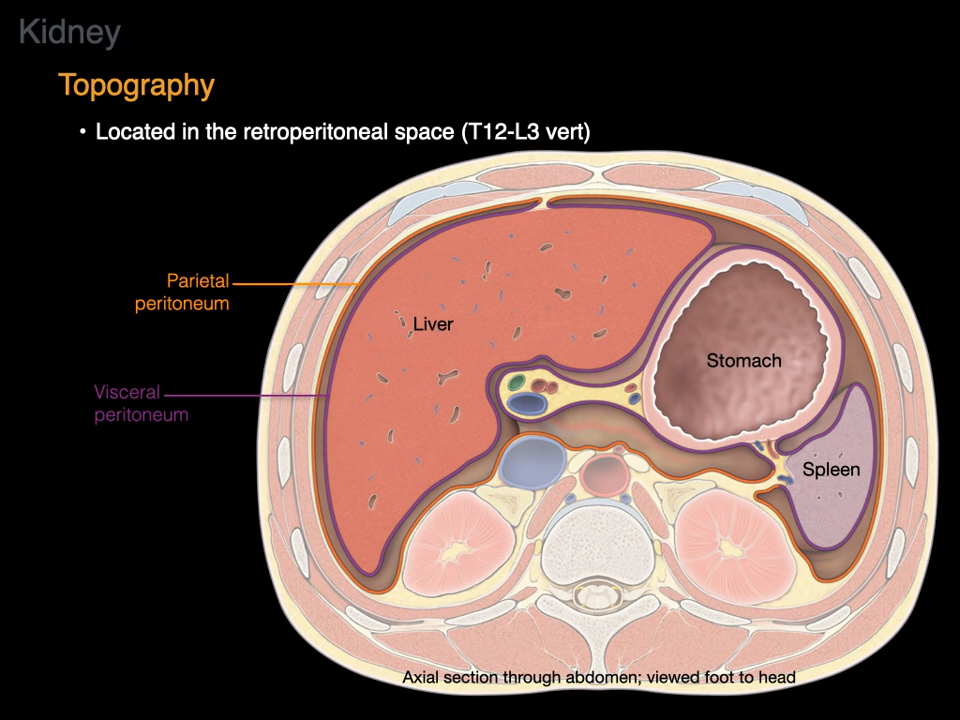 Kidney
Topography
• Located in the retroperitoneal space (T12-L3 vert)
Parietal
peritoneum
Liver
Stomach
Visceral
peritoneum
Spleen
Axial section through abdomen; viewed foot to head